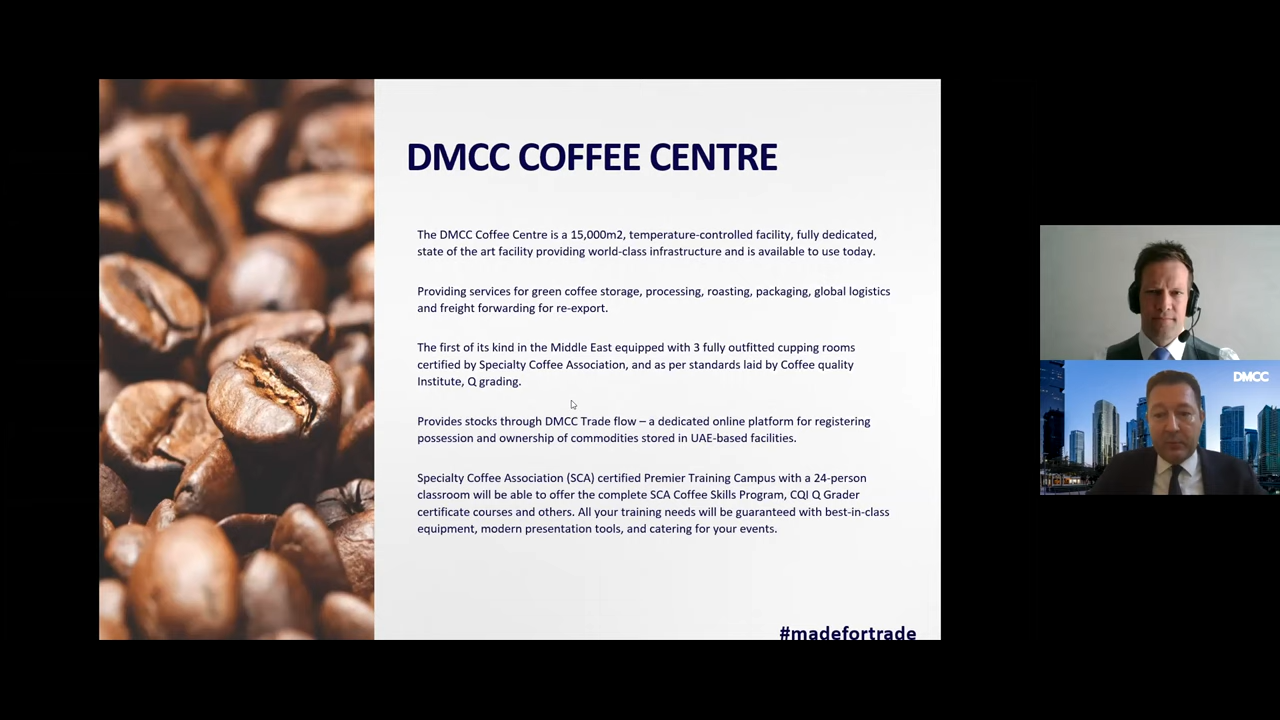 DMCC COFFEE CENTRE
The DMCC Coffee Centre is a 15,000m2, temperature-controlled facility, fully dedicated,
state of the art facility providing world-class infrastructure and is available to use today.
Providing services for green coffee storage, processing, roasting, packaging, global logistics
and freight forwarding for re-export.
The first of its kind in the Middle East equipped with 3 fully outfitted cupping rooms
certified by Specialty Coffee Association, and as per standards laid by Coffee quality
Institute, Q grading.
Provides stocks through DMCC Trade flow – a dedicated online platform for registering
possession and ownership of commodities stored in UAE-based facilities.
Specialty Coffee Association (SCA) certified Premier Training Campus with a 24-person
classroom will be able to offer the complete SCA Coffee Skills Program, CQI Q Grader
certificate courses and others. All your training needs will be guaranteed with best-in-class
equipment, modern presentation tools, and catering for your events.
#madefortrade
DMCC